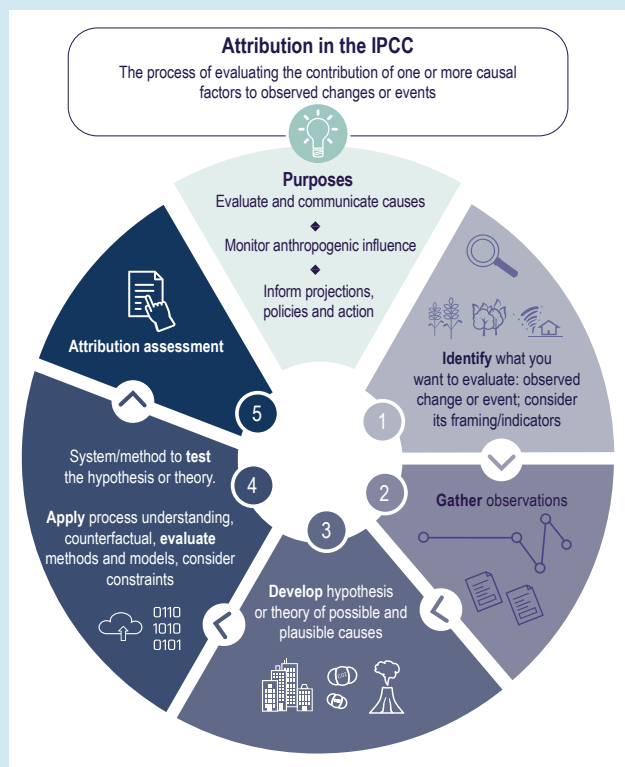 Attribution in the IPCC
The process of evaluating the contribution of one or more causal
factors to observed changes or events
Purposes
Evaluate and communicate causes
Monitor anthropogenic influence
Inform projections,
policies and action
1
Identify what you
want to evaluate: observed
change or event; consider
its framing/indicators
2
Gather observations
3
Develop hypothesis
or theory of possible and
plausible causes
4
System/method to test
the hypothesis or theory.
Apply process understanding,
counterfactual, evaluate
methods and models, consider
constraints
0110
1010
0101
5
Attribution assessment